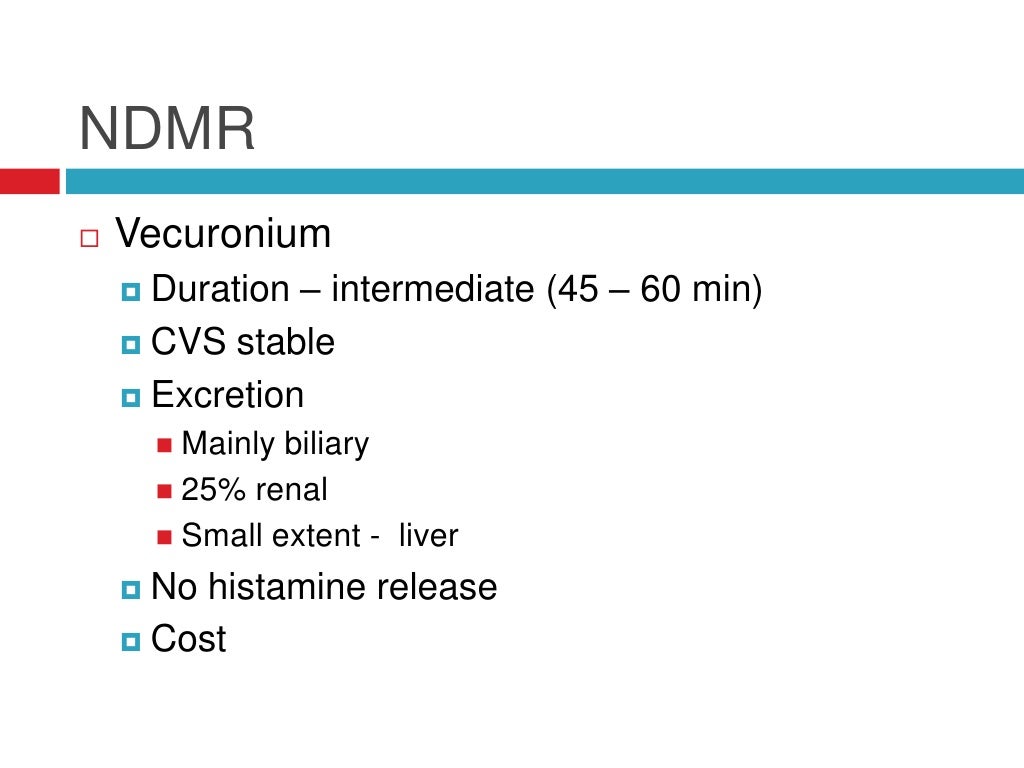 NDMR
Vecuronium
Duration – intermediate (45 – 60 min)
CVS stable
Excretion
Mainly biliary
25% renal
Small extent -  liver
No histamine release
Cost